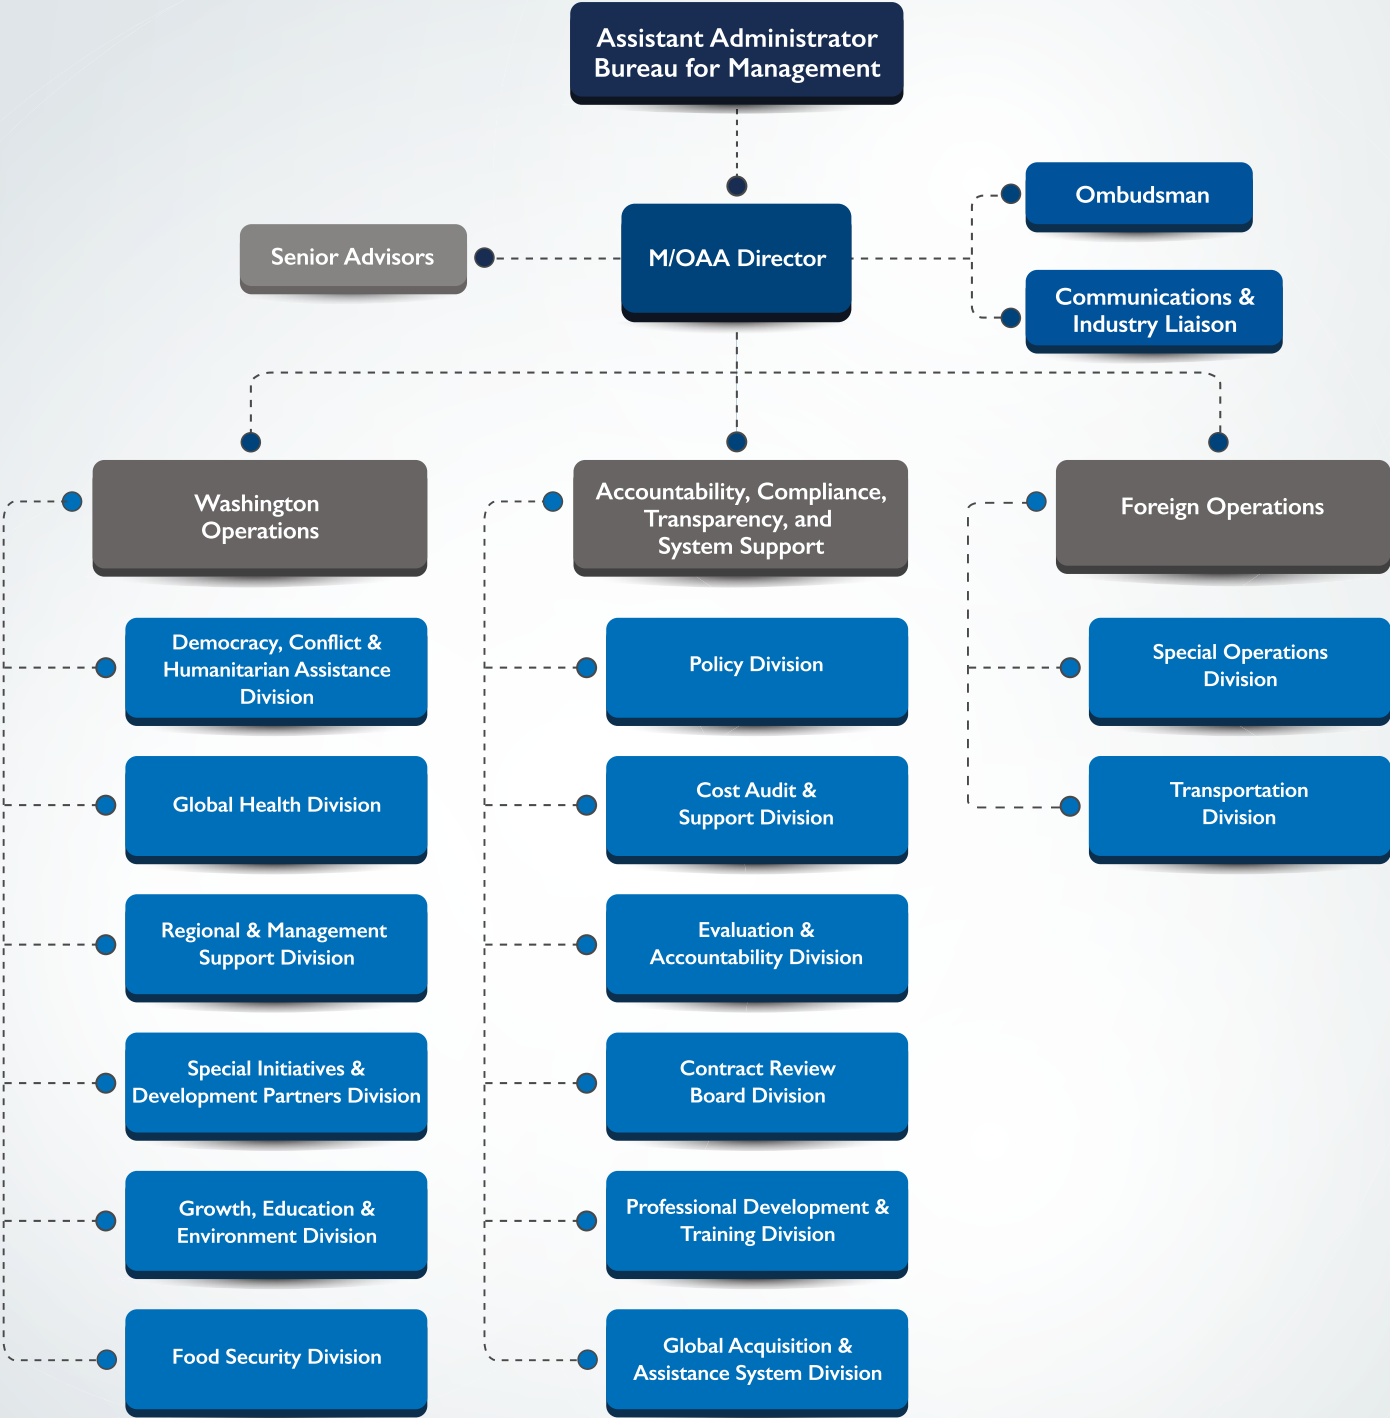 Assistant Administrator
Bureau for Management
Ombudsman
Senior Advisors
M/OAA Director
Communications &
Industry Liaison
Washington
Operations
Democracy, Conflict &
Humanitarian Assistance
Division
Global Health Division
Regional & Management
Support Division
Special Initiatives &
Development Partners Division
Growth, Education &
Environment Division
Food Security Division
Accountability, Compliance,
Transparency, and
System Support
Policy Division
Cost Audit &
Support Division
Evaluation &
Accountability Division
Contract Review
Board Division
Professional Development &
Training Division
Global Acquisition &
Assistance System Division
Foreign Operations
Special Operations
Division
Transportation
Division